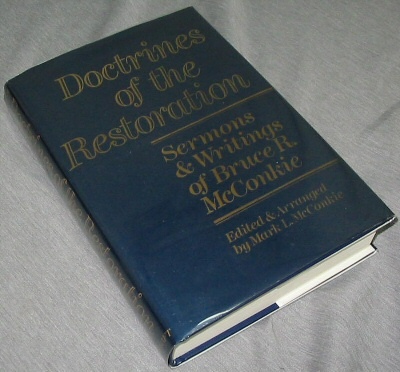 Doctrines
of the
Restoration
Sermons
& Writings
of Bruce R.
McConkie
Edited & Arranged
by Mark L. McConkie